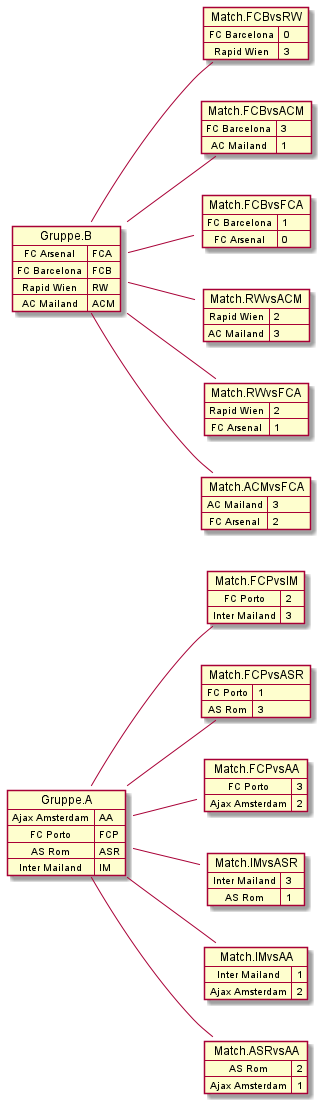 Match.FCBvsRW
FC Barcelona 0
Rapid Wien 3
Match.FCBvsACM
FC Barcelona 3
AC Mailand 1
Match.FCBvsFCA
FC Barcelona 1
FC Arsenal 0
Gruppe.B
FC Arsenal FCA
FC Barcelona FCB
Rapid Wien RW
AC Mailand ACM
Match.RWvsACM
Rapid Wien 2
AC Mailand 3
Match.RWvsFCA
Rapid Wien 2
FC Arsenal 1
Match.ACMvsFCA
AC Mailand 3
FC Arsenal 2
Match.FCPvsIM
FC Porto 2
Inter Mailand 3
Match.FCPvsASR
FC Porto 1
AS Rom 3
Match.FCPvsAA
FC Porto 3
Ajax Amsterdam 2
Gruppe.A
Ajax Amsterdam AA
FC Porto FCP
AS Rom ASR
Inter Mailand IM
Match.IMvsASR
Inter Mailand 3
AS Rom 1
Match.IMvsAA
Inter Mailand 1
Ajax Amsterdam 2
Match.ASRvsAA
AS Rom 2
Ajax Amsterdam 1